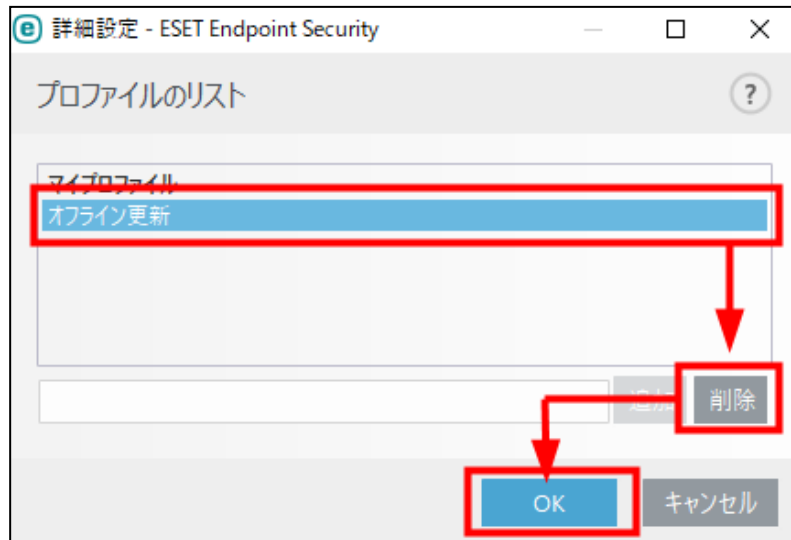 e 詳細設定 - ESET Endpoint Security
プロファイルのリスト ?
マイプロファイル
オフライン更新
追加 削除
OK キャンセル